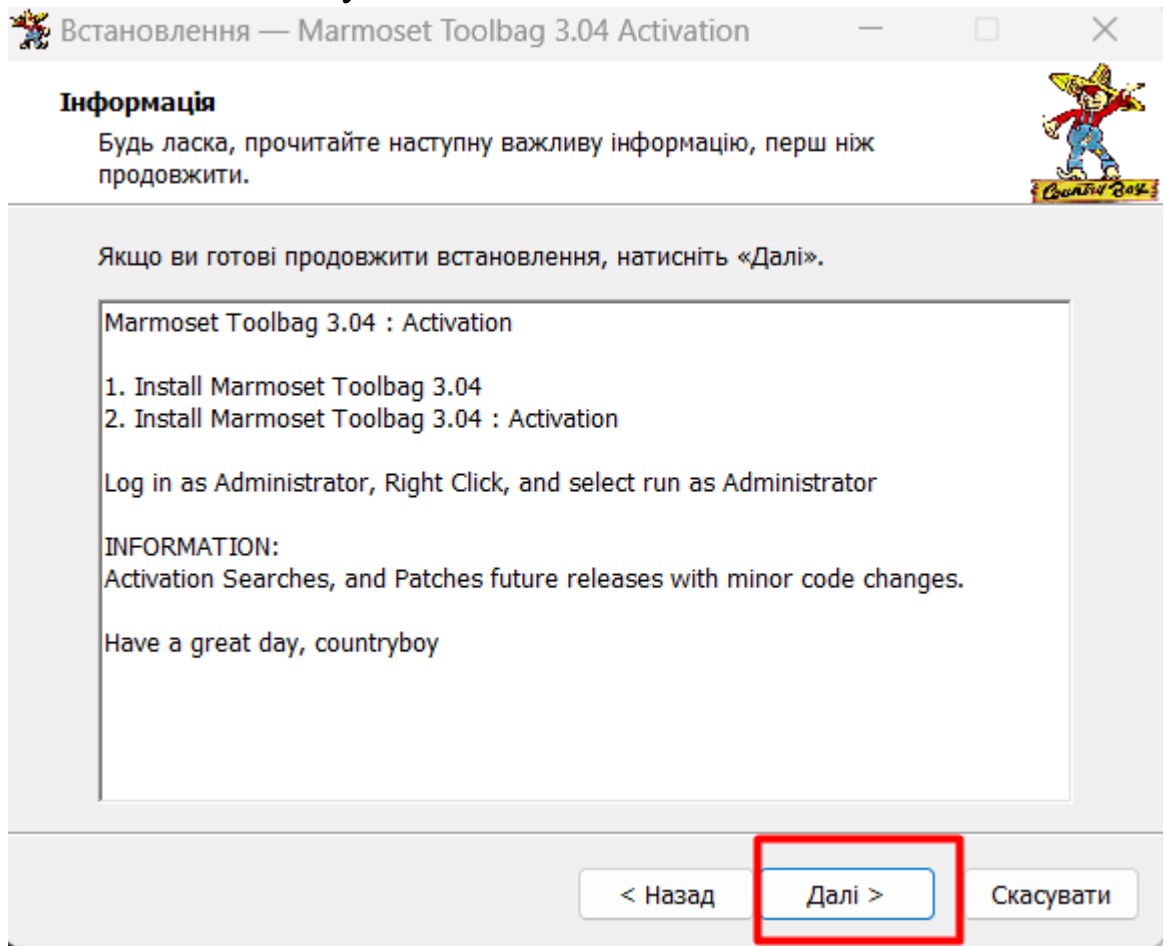 Встановлення — Marmoset Toolbag 3.04 Activation
Інформація
Будь ласка, прочитайте наступну важливу інформацію, перш ніж
продовжити.
Country Boy
Якщо ви готові продовжити встановлення, натисніть «Далі».
Marmoset Toolbag 3.04 : Activation
1. Install Marmoset Toolbag 3.04
2. Install Marmoset Toolbag 3.04 : Activation
Log in as Administrator, Right Click, and select run as Administrator
INFORMATION:
Activation Searches, and Patches future releases with minor code changes.
Have a great day, countryboy
< Назад
Далі >
Скасувати